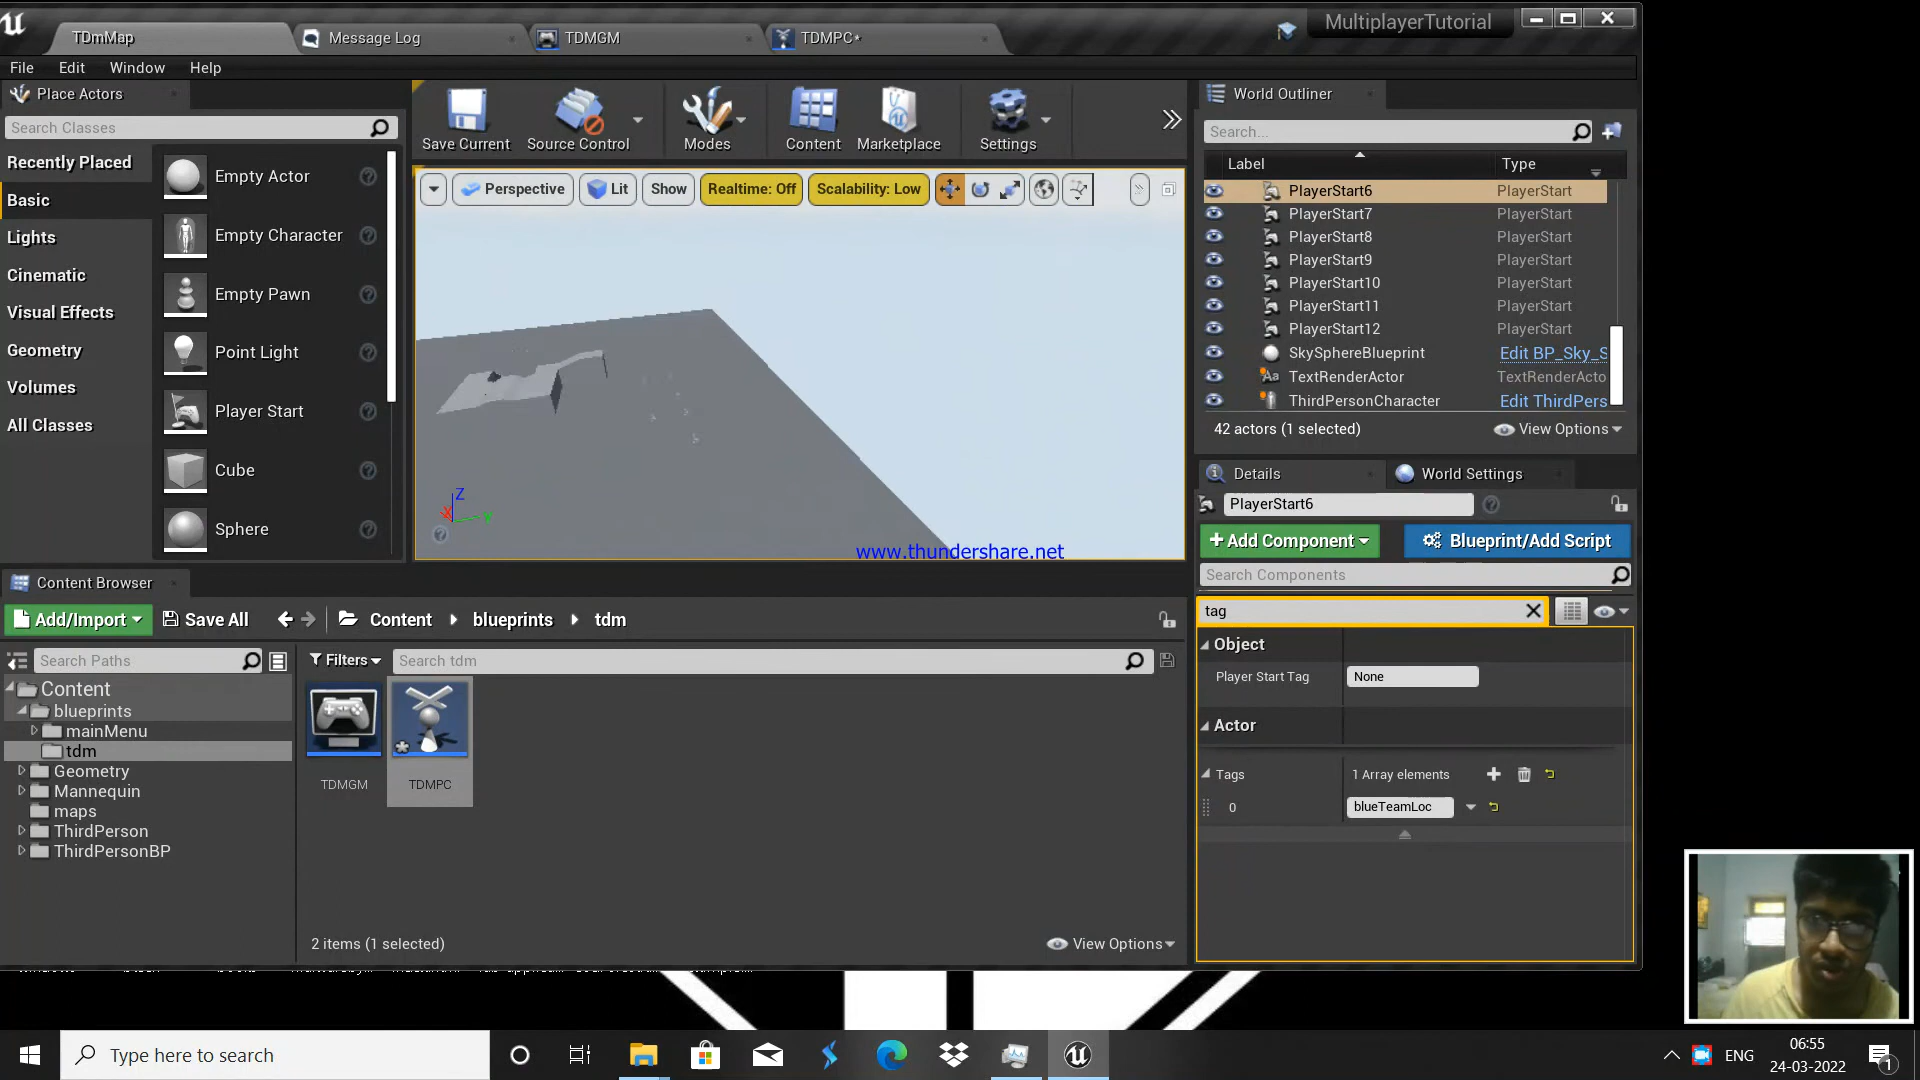 TDmMap
Message Log
TDMGM
TDMPC*
MultiplayerTutorial
File Edit Window Help
Place Actors
Search Classes
Recently Placed
Basic
Lights
Cinematic
Visual Effects
Geometry
Volumes
All Classes
Empty Actor
Empty Character
Empty Pawn
Point Light
Player Start
Cube
Sphere
Save Current
Source Control
Modes
Content
Marketplace
Settings
Perspective
Lit
Show
Realtime: Off
Scalability: Low
Z
X
Y
www.thundershare.net
World Outliner
Search...
Label Type
PlayerStart6 PlayerStart
PlayerStart7 PlayerStart
PlayerStart8 PlayerStart
PlayerStart9 PlayerStart
PlayerStart10 PlayerStart
PlayerStart11 PlayerStart
PlayerStart12 PlayerStart
SkySphereBlueprint Edit BP_Sky_S
TextRenderActor TextRenderActo
ThirdPersonCharacter Edit ThirdPers
42 actors (1 selected) View Options
Details
World Settings
PlayerStart6
+Add Component
Blueprint/Add Script
Search Components
tag
Object
Player Start Tag None
Actor
Tags 1 Array elements
0 blueTeamLoc
Content Browser
Add/Import
Save All
Content blueprints tdm
Search Paths
Filters
Search tdm
Content
blueprints
mainMenu
tdm
Geometry
Mannequin
maps
ThirdPerson
ThirdPersonBP
TDMGM
TDMPC
2 items (1 selected)
View Options
Type here to search
ENG
06:55
24-03-2022
1